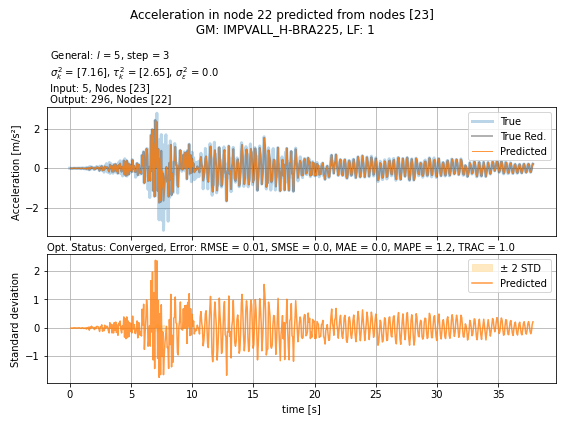 Acceleration in node 22 predicted from nodes [23]
GM: IMPVALL_H-BRA225, LF: 1
General: l = 5, step = 3
σ²ₖ = [7.16], τ²ₖ = [2.65], σ²ε = 0.0
Input: 5, Nodes [23]
Output: 296, Nodes [22]
Acceleration [m/s²]
2
0
−2
True
True Red.
Predicted
Opt. Status: Converged, Error: RMSE = 0.01, SMSE = 0.0, MAE = 0.0, MAPE = 1.2, TRAC = 1.0
Standard deviation
2
1
0
−1
± 2 STD
Predicted
0 5 10 15 20 25 30 35
time [s]